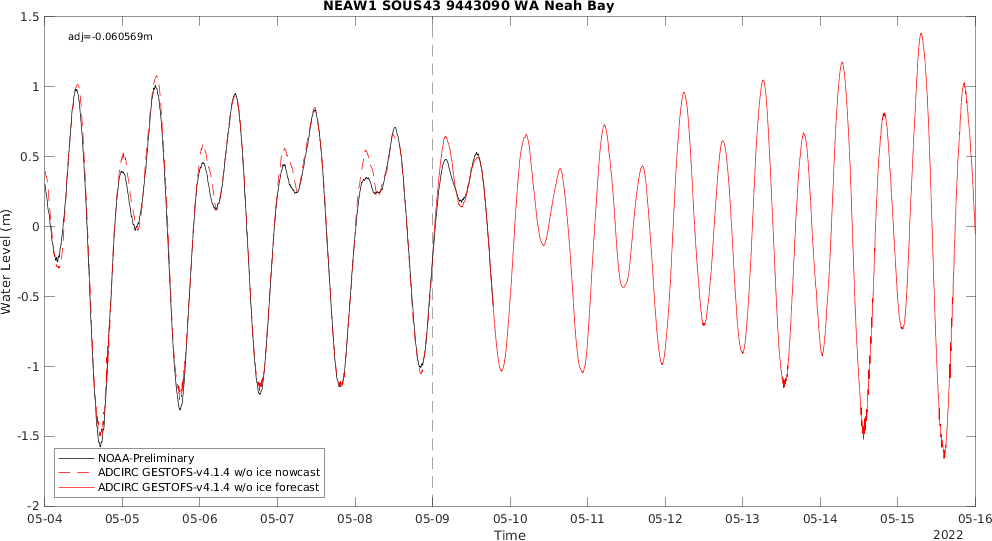 NEAW1 SOUS43 9443090 WA Neah Bay
adj=-0.060569m
1.5
1
0.5
0
-0.5
-1
-1.5
-2
Water Level (m)
NOAA-Preliminary
ADCIRC GESTOFS-v4.1.4 w/o ice nowcast
ADCIRC GESTOFS-v4.1.4 w/o ice forecast
05-04 05-05 05-06 05-07 05-08 05-09 05-10 05-11 05-12 05-13 05-14 05-15 05-16
Time
2022